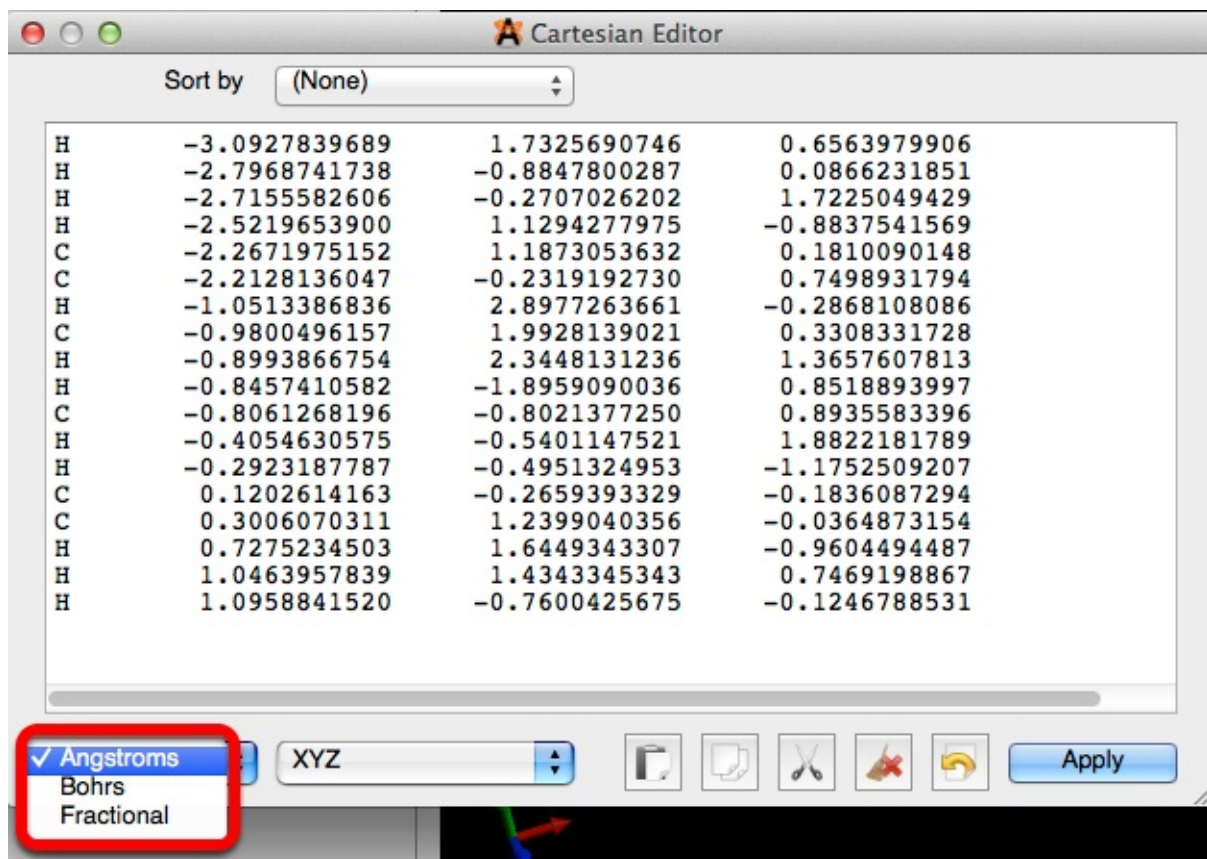 Cartesian Editor
Sort by (None)
H -3.0927839689 1.7325690746 0.6563979906
H -2.7968741738 -0.8847800287 0.0866231851
H -2.7155582606 -0.2707026202 1.7225049429
H -2.5219653900 1.1294277975 -0.8837541569
C -2.2671975152 1.1873053632 0.1810090148
C -2.2128136047 -0.2319192730 0.7498931794
H -1.0513386836 2.8977263661 -0.2868108086
C -0.9800496157 1.9928139021 0.3308331728
H -0.8993866754 2.3448131236 1.3657607813
H -0.8457410582 -1.8959090036 0.8518893997
C -0.8061268196 -0.8021377250 0.8935583396
H -0.4054630575 -0.5401147521 1.8822181789
H -0.2923187787 -0.4951324953 -1.1752509207
C 0.1202614163 -0.2659393329 -0.1836087294
C 0.3006070311 1.2399040356 -0.0364873154
H 0.7275234503 1.6449343307 -0.9604494487
H 1.0463957839 1.4343345343 0.7469198867
H 1.0958841520 -0.7600425675 -0.1246788531
✓ Angstroms XYZ Apply
Bohrs
Fractional